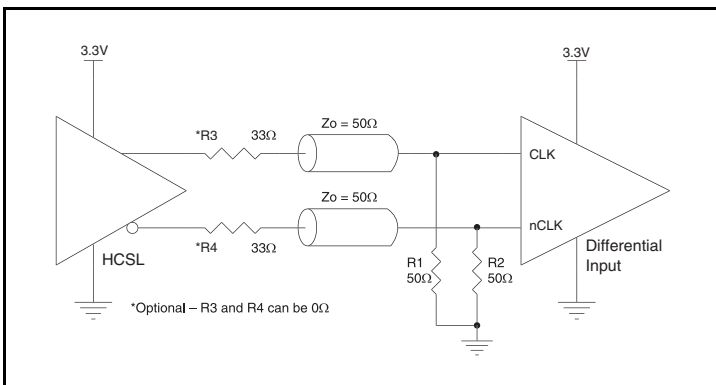 3.3V
3.3V
*R3 33Ω
Zo = 50Ω
CLK
Zo = 50Ω
nCLK
*R4 33Ω
HCSL
R1
50Ω
R2
50Ω
Differential
Input
*Optional – R3 and R4 can be 0Ω